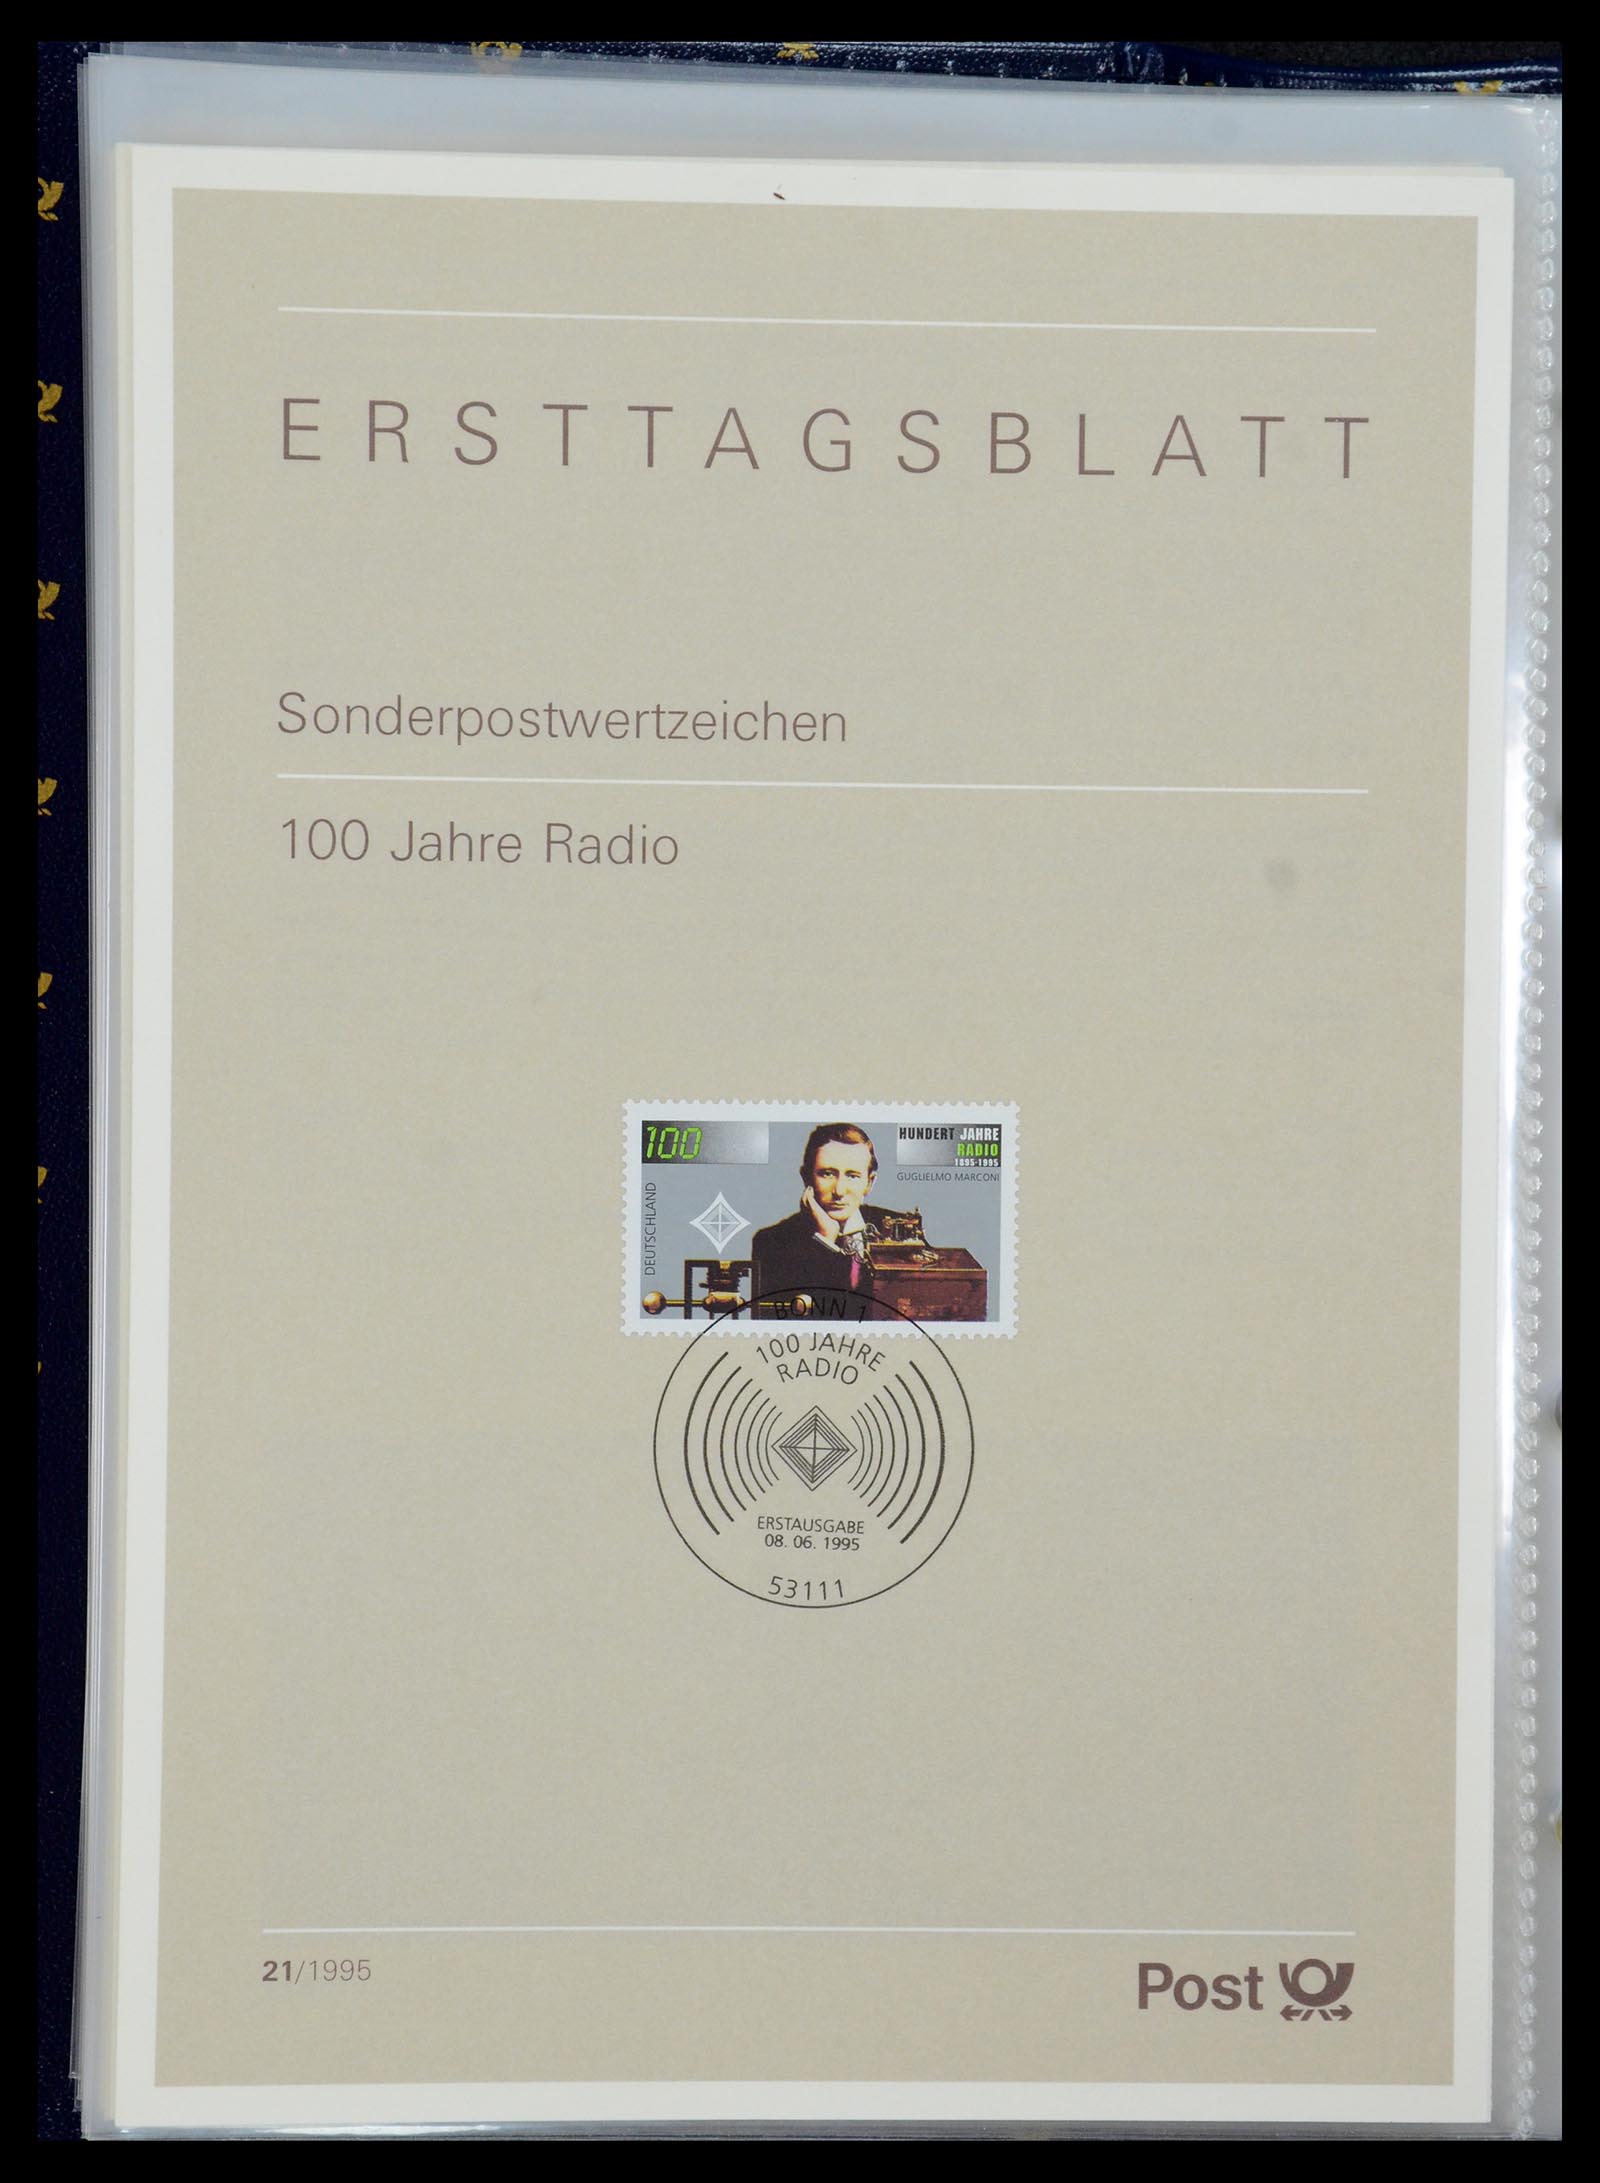 ERSTTAGSBLATT
Sonderpostwertzeichen
100 Jahre Radio
100
HUNDERT JAHRE
RADIO
1895-1995
GUGLIELMO MARCONI
DEUTSCHLAND
BONN 1
100 JAHRE
RADIO
ERSTAUSGABE
08. 06. 1995
53111
21/1995
Post